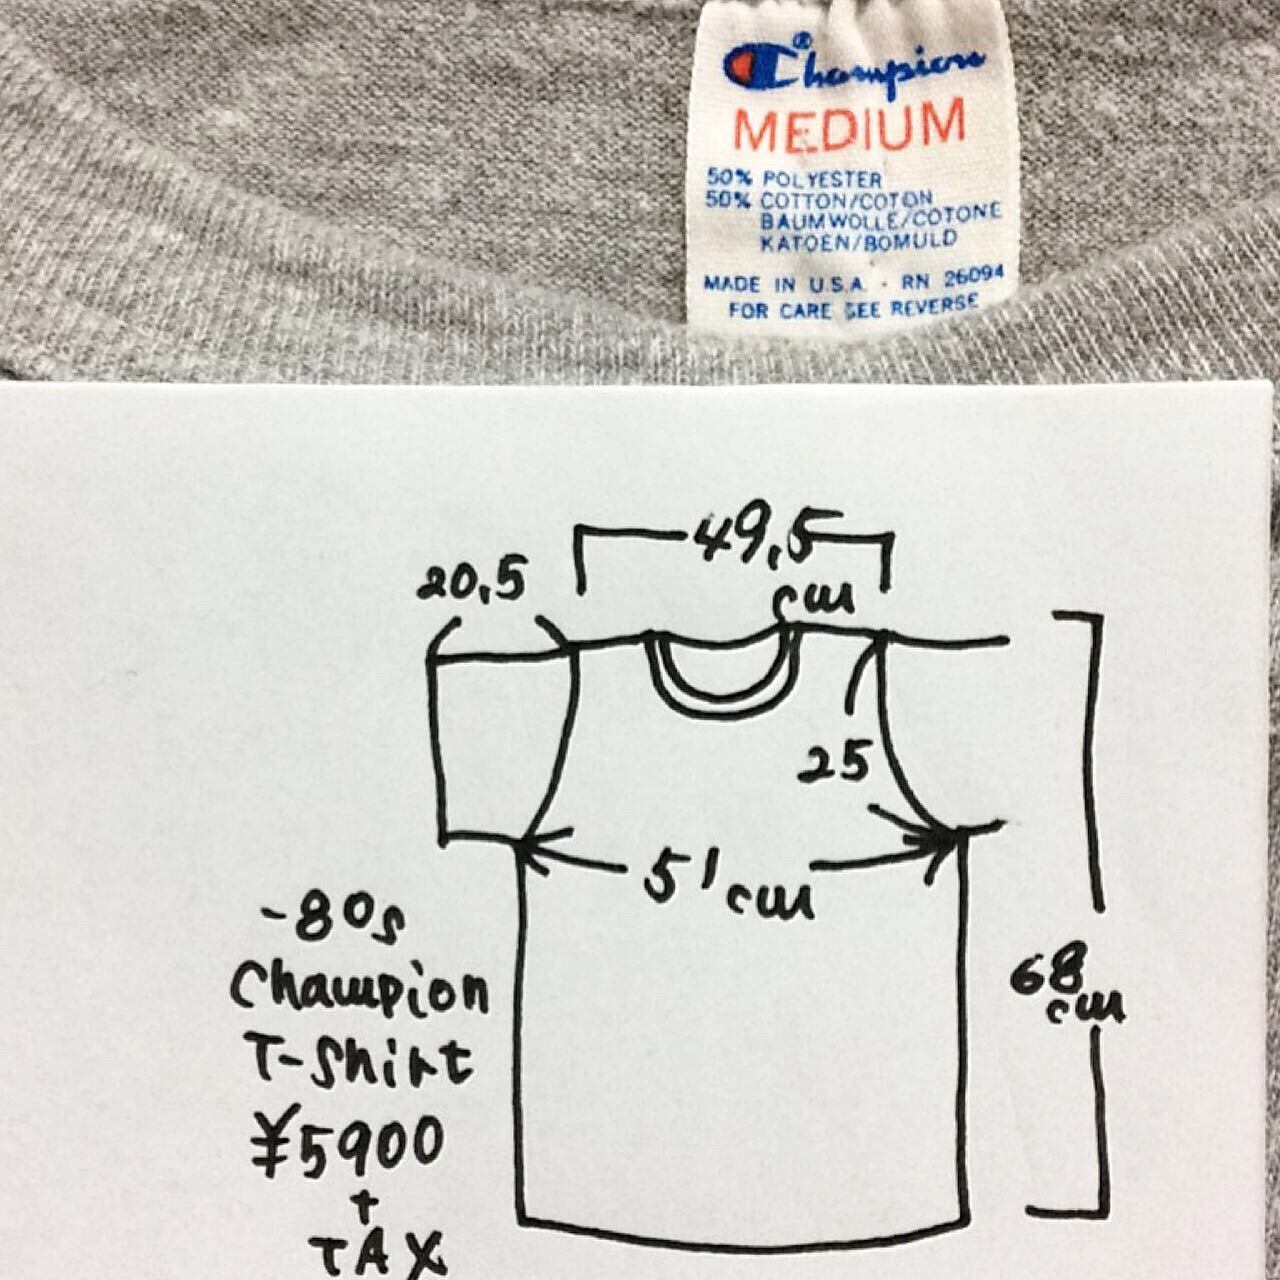 Champion®
MEDIUM
50% POLYESTER
50% COTTON/COTON
BAUMWOLLE/COTONE
KATOEN/BOMULD
MADE IN U.S.A. · RN 26094
FOR CARE SEE REVERSE
49,5
cm
20,5
25
51cm
68
cm
-80s
Champion
T-Shirt
¥5900
+
TAX